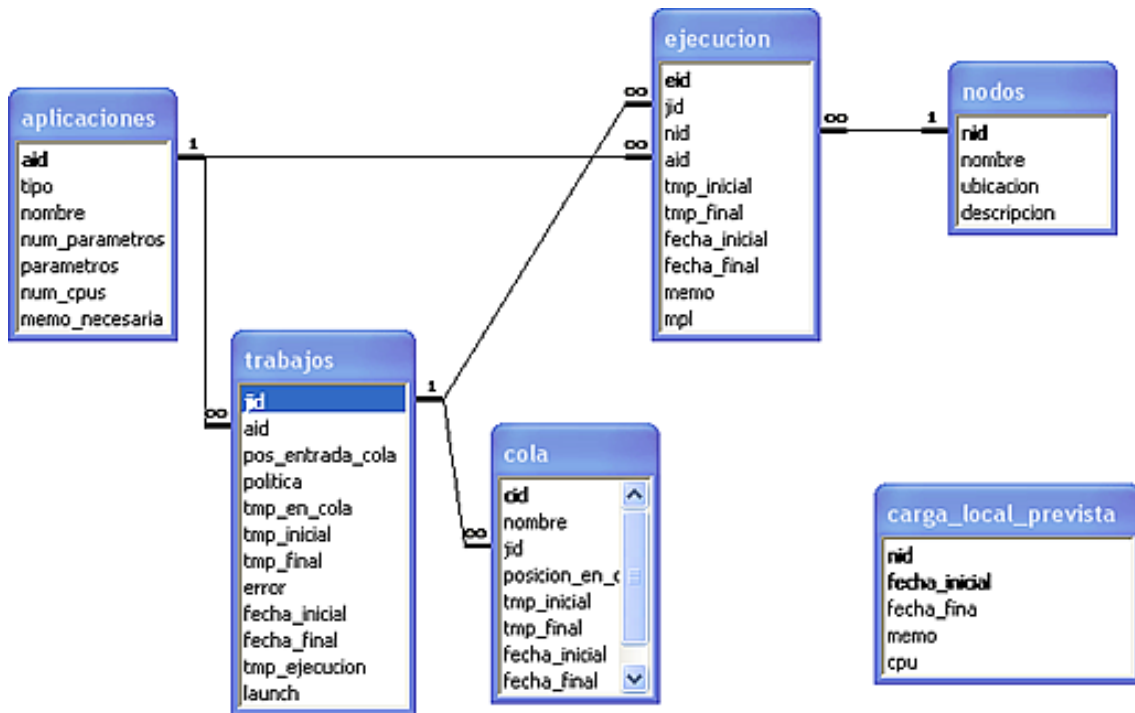 aplicaciones
aid
tipo
nombre
num_parametros
parametros
num_cpus
memo_necesaria
1
∞
∞
trabajos
jid
aid
pos_entrada_cola
politica
tmp_en_cola
tmp_inicial
tmp_final
error
fecha_inicial
fecha_final
tmp_ejecucion
launch
1
∞
∞
cola
cid
nombre
jid
posicion_en_c
tmp_inicial
tmp_final
fecha_inicial
fecha_final
ejecucion
eid
jid
nid
aid
tmp_inicial
tmp_final
fecha_inicial
fecha_final
memo
mpl
∞
1
nodos
nid
nombre
ubicacion
descripcion
carga_local_prevista
nid
fecha_inicial
fecha_fina
memo
cpu